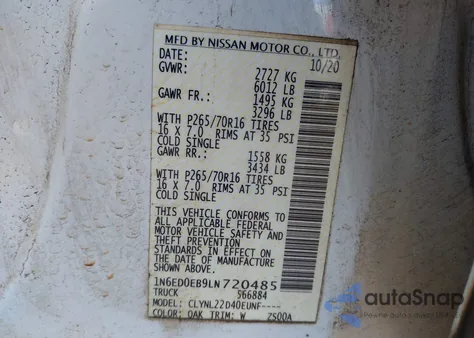 MFD BY NISSAN MOTOR CO., LTD.
DATE: 10/20
GVWR: 2727 KG
6012 LB
GAWR FR.: 1495 KG
3296 LB
WITH P265/70R16 TIRES
16 X 7.0 RIMS AT 35 PSI
COLD SINGLE
GAWR RR.: 1558 KG
3434 LB
WITH P265/70R16 TIRES
16 X 7.0 RIMS AT 35 PSI
COLD SINGLE
THIS VEHICLE CONFORMS TO
ALL APPLICABLE FEDERAL
MOTOR VEHICLE SAFETY AND
THEFT PREVENTION
STANDARDS IN EFFECT ON
THE DATE OF MANUFACTURE
SHOWN ABOVE.
1N6ED0EB9LN720485
TRUCK 566884
MODEL: CLYNL22D40EUNF----
COLOR: QAK TRIM: W 2500A
autoSnap